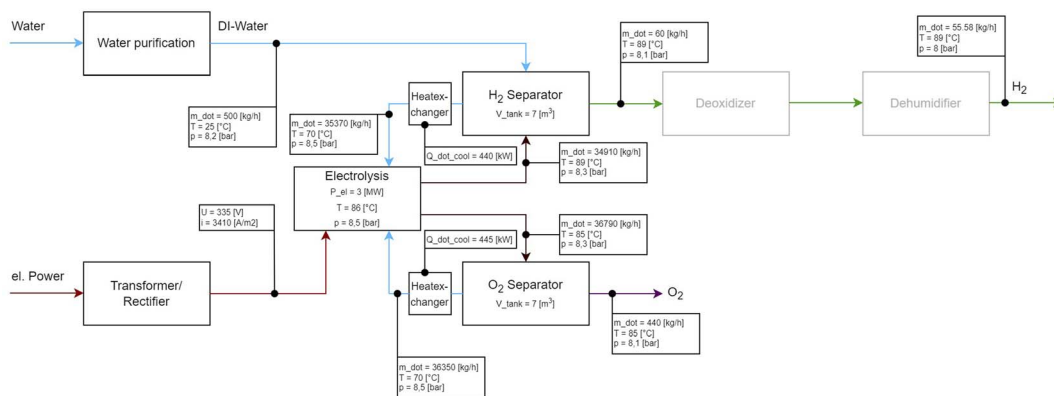 Water
Water purification
DI-Water
m_dot = 500 [kg/h]
T = 25 [°C]
p = 8,2 [bar]
m_dot = 35370 [kg/h]
T = 70 [°C]
p = 8,5 [bar]
Heatex-
changer
Q_dot_cool = 440 [kW]
H2 Separator
V_tank = 7 [m³]
m_dot = 60 [kg/h]
T = 89 [°C]
p = 8,1 [bar]
Deoxidizer
Dehumidifier
m_dot = 55.58 [kg/h]
T = 89 [°C]
p = 8 [bar]
H2
m_dot = 34910 [kg/h]
T = 89 [°C]
p = 8,3 [bar]
Electrolysis
P_el = 3 [MW]
T = 86 [°C]
p = 8,5 [bar]
U = 335 [V]
i = 3410 [A/m2]
el. Power
Transformer/
Rectifier
Q_dot_cool = 445 [kW]
m_dot = 36790 [kg/h]
T = 85 [°C]
p = 8,3 [bar]
Heatex-
changer
O2 Separator
V_tank = 7 [m³]
O2
m_dot = 440 [kg/h]
T = 85 [°C]
p = 8,1 [bar]
m_dot = 36350 [kg/h]
T = 70 [°C]
p = 8,5 [bar]